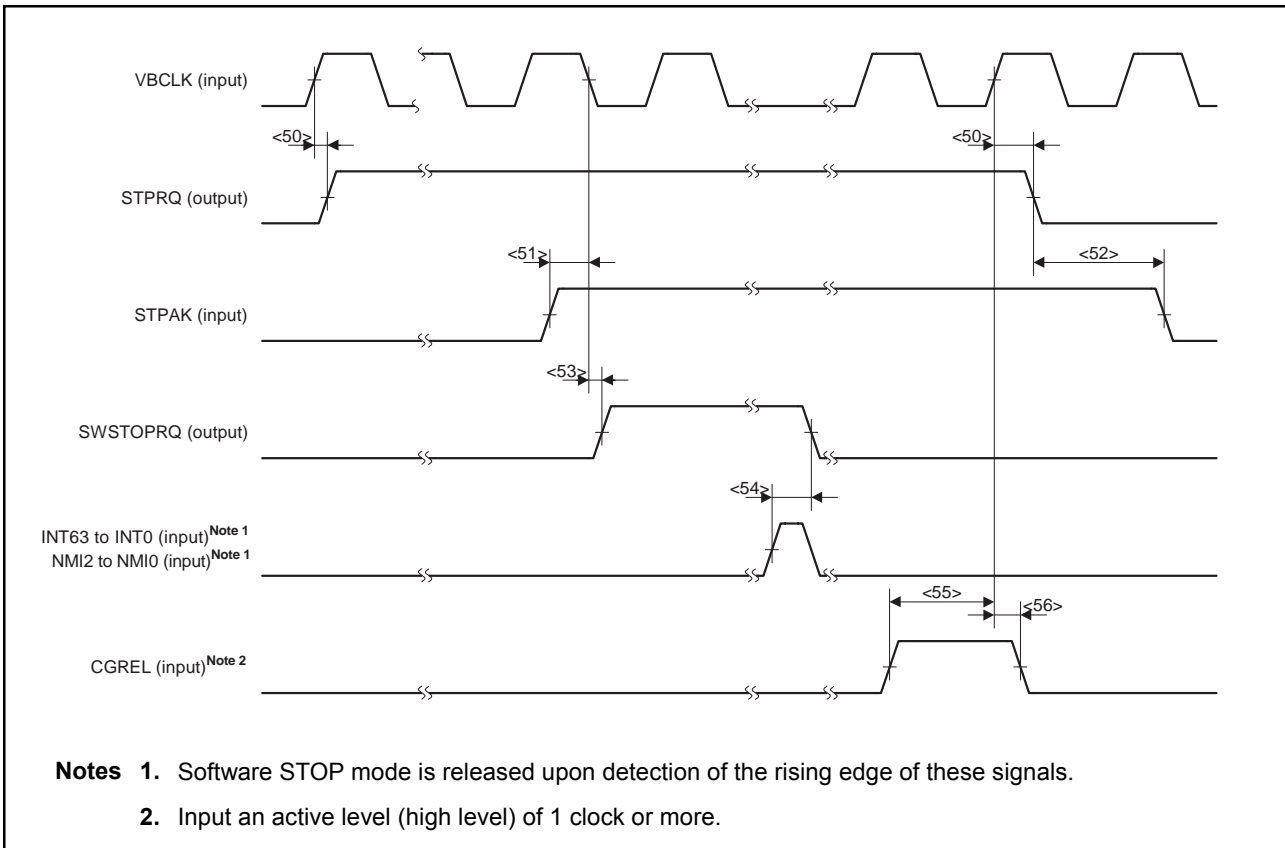 VBCLK (input)
<50>
<50>
STPRQ (output)
<51>
<52>
STPAK (input)
<53>
SWSTOPRQ (output)
<54>
INT63 to INT0 (input)Note 1
NMI2 to NMI0 (input)Note 1
<55>
<56>
CGREL (input)Note 2
Notes 1. Software STOP mode is released upon detection of the rising edge of these signals.
2. Input an active level (high level) of 1 clock or more.